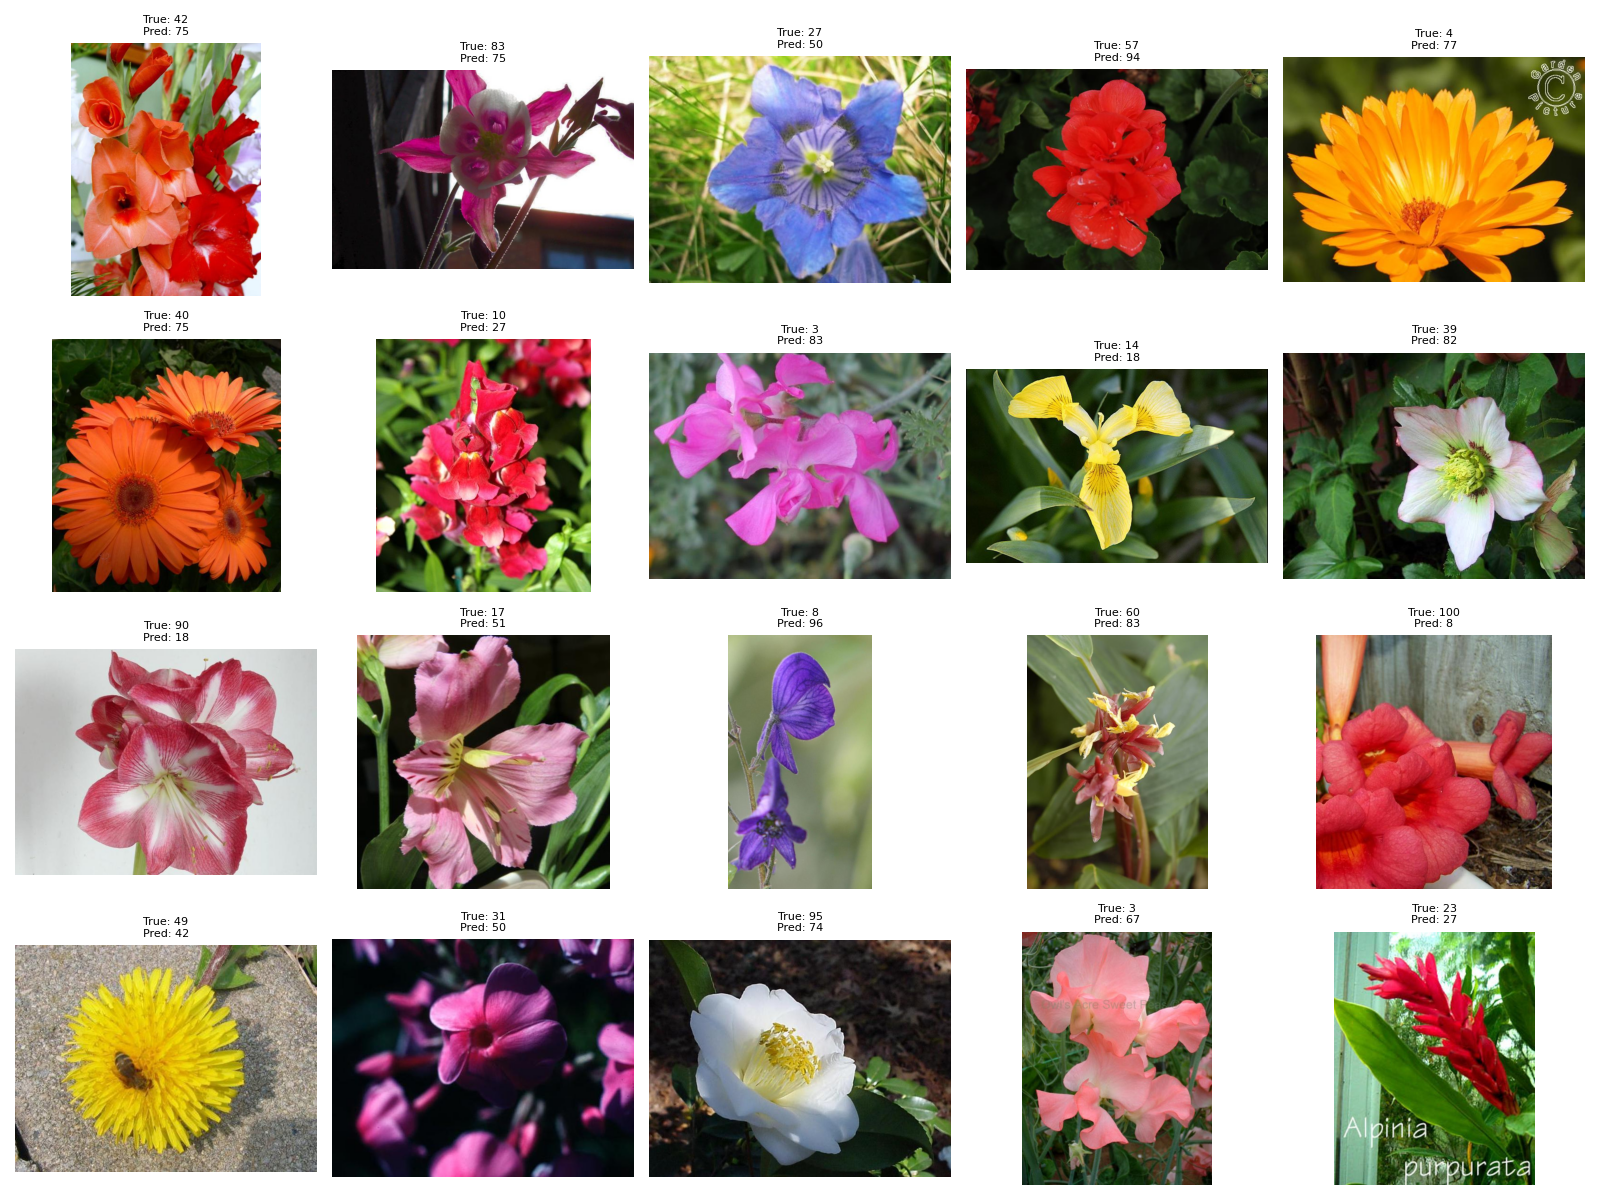 True: 42
Pred: 75
True: 83
Pred: 75
True: 27
Pred: 50
True: 57
Pred: 94
True: 4
Pred: 77
Garden
C
Picture
True: 40
Pred: 75
True: 10
Pred: 27
True: 3
Pred: 83
True: 14
Pred: 18
True: 39
Pred: 82
True: 90
Pred: 18
True: 17
Pred: 51
True: 8
Pred: 96
True: 60
Pred: 83
True: 100
Pred: 8
True: 49
Pred: 42
True: 31
Pred: 50
True: 95
Pred: 74
True: 3
Pred: 67
Sweet
True: 23
Pred: 27
Alpinia
purpurata